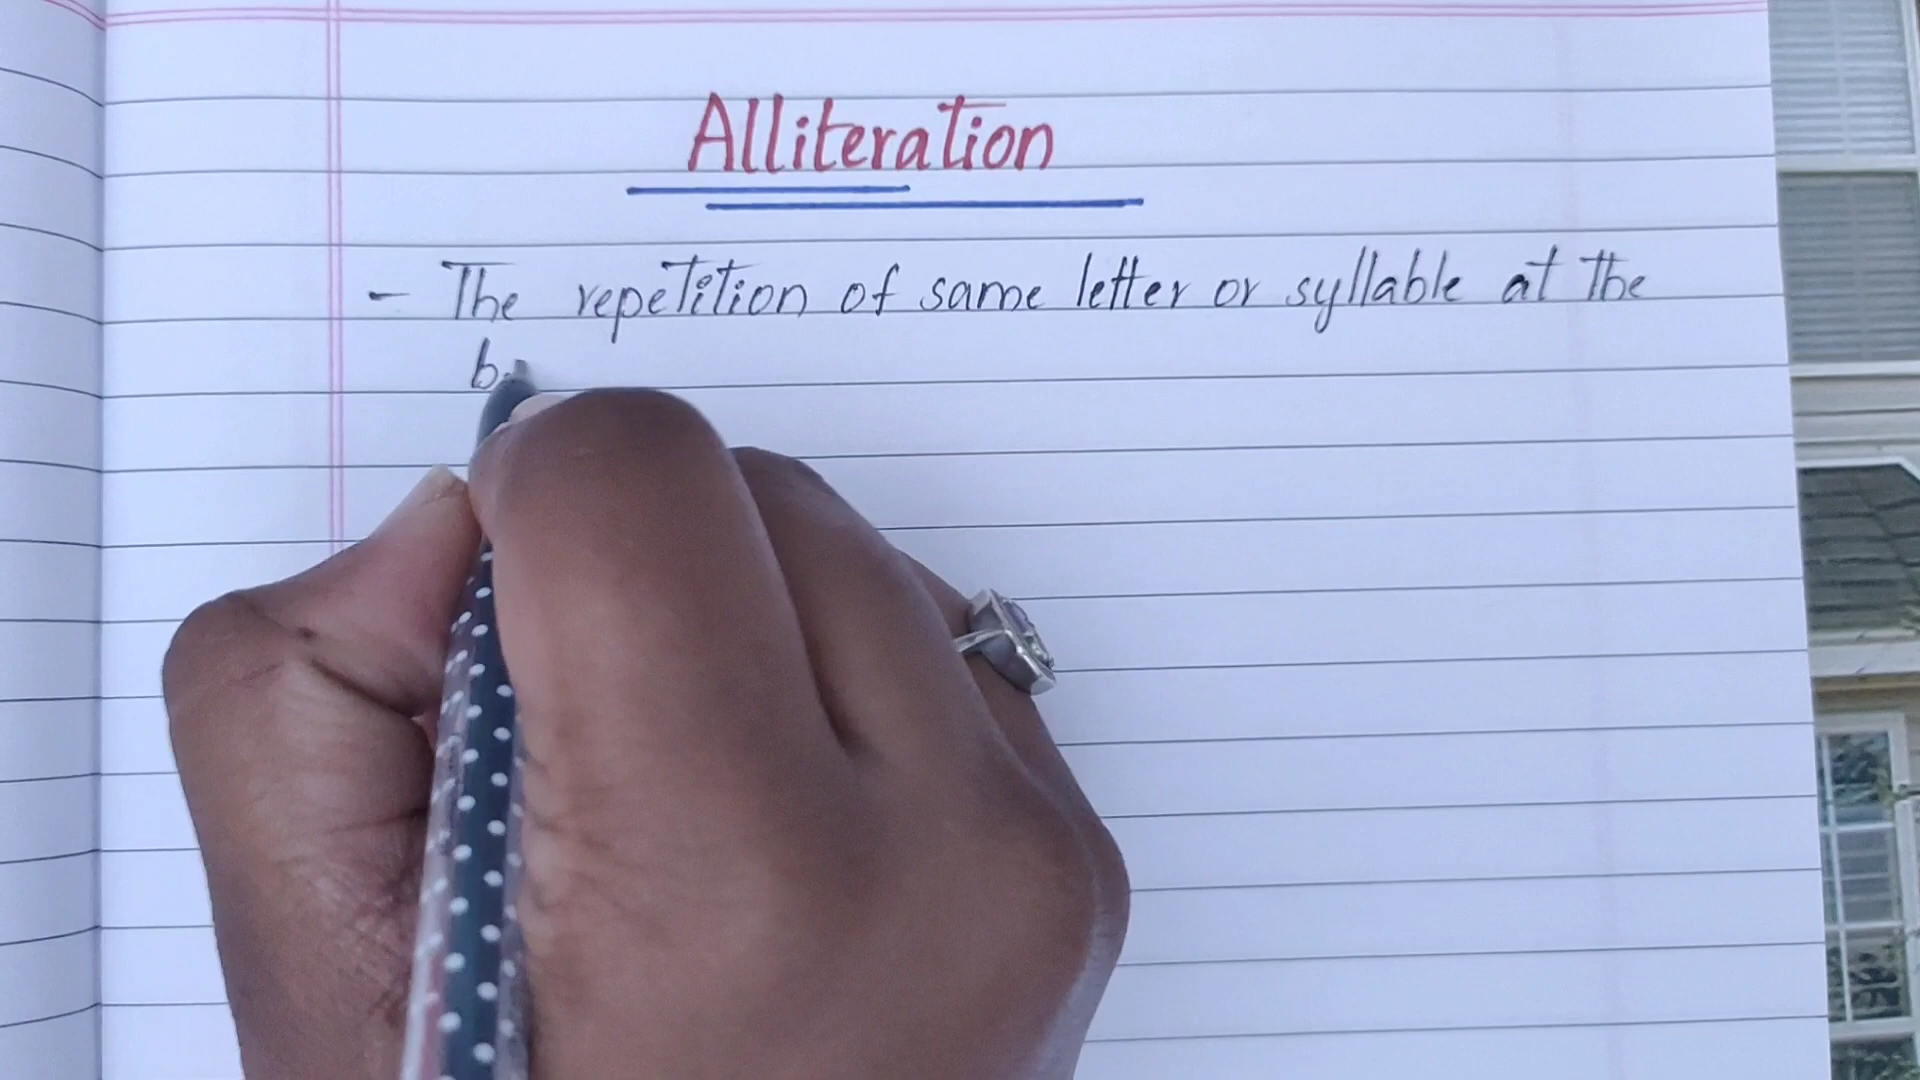 Alliteration
- The repetition of same letter or syllable at the
b